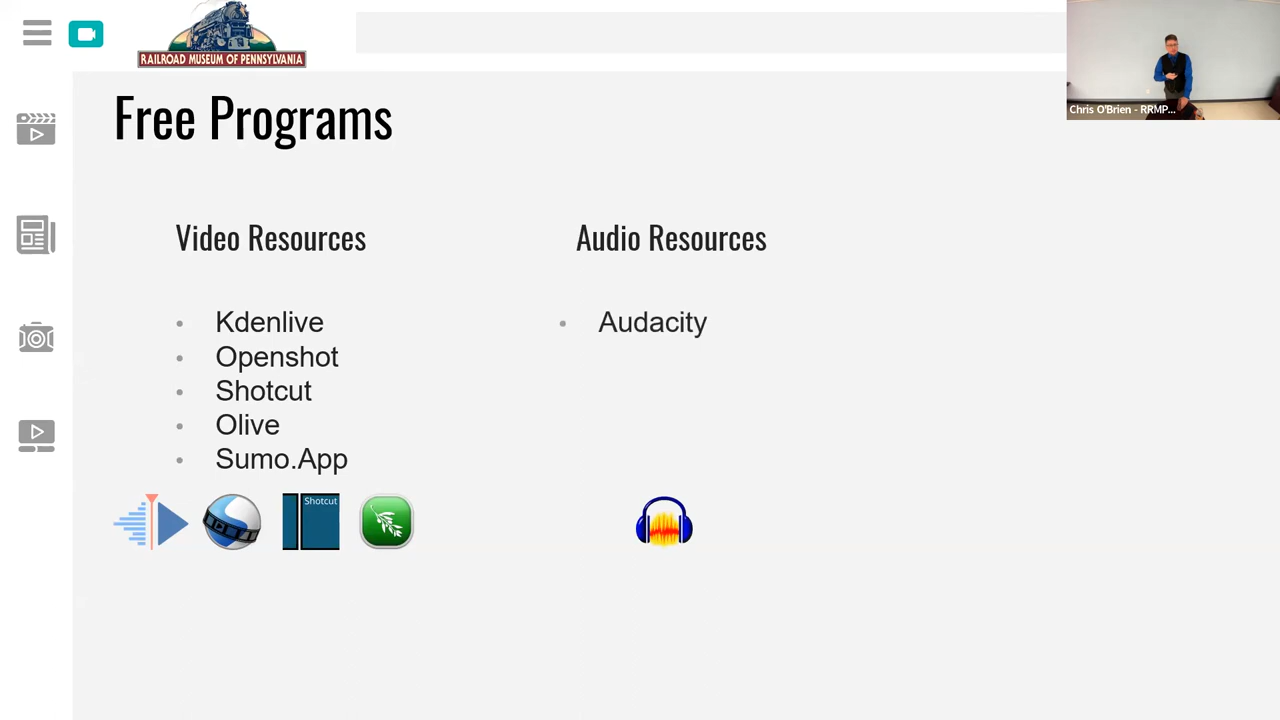 RAILROAD MUSEUM OF PENNSYLVANIA
Chris O'Brien - RRMP...
Free Programs
Video Resources
Kdenlive
Openshot
Shotcut
Olive
Sumo.App
Shotcut
Audio Resources
Audacity